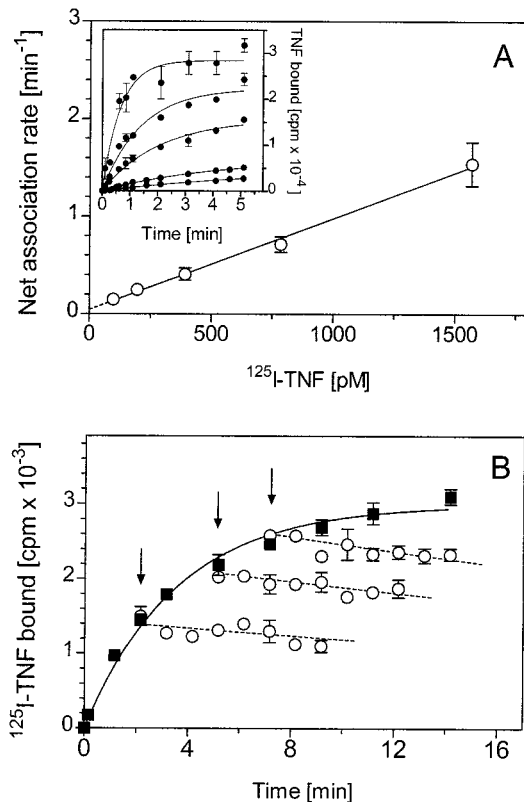 A
Net association rate [min⁻¹]
3
2
1
0
0 500 1000 1500
¹²⁵I-TNF [pM]
TNF bound [cpm x 10⁻⁴]
3
2
1
0
0 1 2 3 4 5
Time [min]
B
¹²⁵I-TNF bound [cpm x 10⁻³]
4
3
2
1
0
0 4 8 12 16
Time [min]